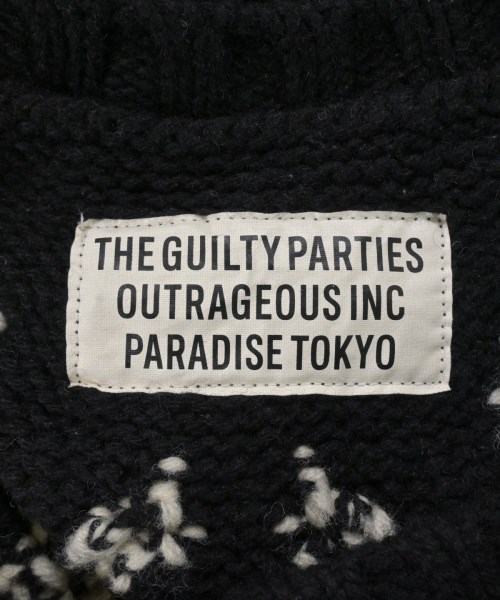 THE GUILTY PARTIES
OUTRAGEOUS INC
PARADISE TOKYO